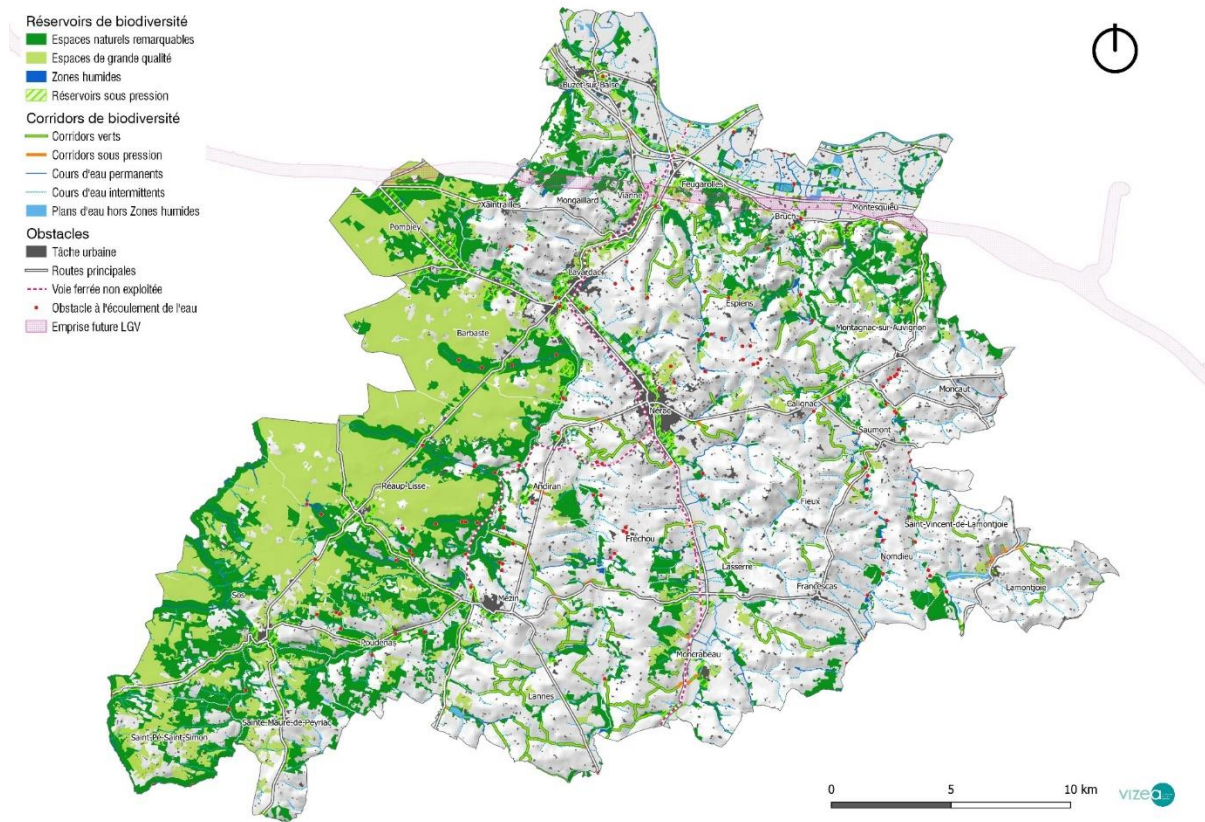 Réservoirs de biodiversité
Espaces naturels remarquables
Espaces de grande qualité
Zones humides
Réservoirs sous pression
Corridors de biodiversité
Corridors verts
Corridors sous pression
Cours d'eau permanents
Cours d'eau intermittents
Plans d'eau hors Zones humides
Obstacles
Tâche urbaine
Routes principales
Voie ferrée non exploitée
Obstacle à l'écoulement de l'eau
Emprise future LGV
Buzet-sur-Baïse
Feugarolles
Vianne
Mongaillard
Xaintrailles
Bruch
Montesquieu
Pompiey
Lavardac
Espiens
Barbaste
Montagnac-sur-Auvignon
Moncaut
Nérac
Calignac
Saumont
Réaup-Lisse
Andiran
Fieux
Saint-Vincent-de-Lamontjoie
Fréchou
Nomdieu
Lasserre
Lamontjoie
Francescas
Sos
Mézin
Poudenas
Moncrabeau
Lannes
Sainte-Maure-de-Peyriac
Saint-Pé-Saint-Simon
0 5 10 km
vizea